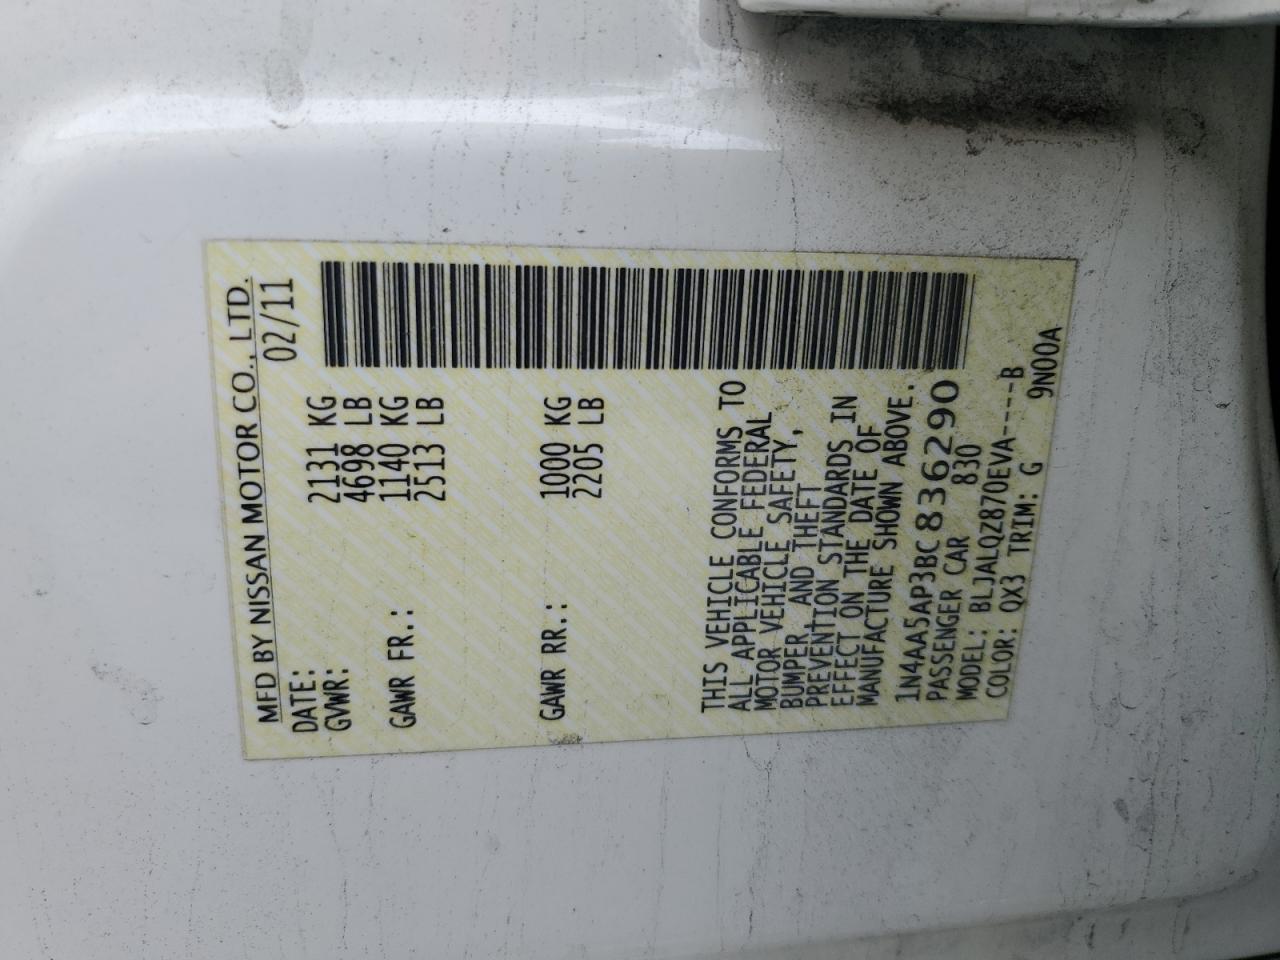 MFD BY NISSAN MOTOR CO., LTD.
DATE: 02/11
GVWR: 2131 KG
4698 LB
GAWR FR.: 1140 KG
2513 LB
GAWR RR.: 1000 KG
2205 LB
THIS VEHICLE CONFORMS TO
ALL APPLICABLE FEDERAL
MOTOR VEHICLE SAFETY,
BUMPER, AND THEFT
PREVENTION STANDARDS IN
EFFECT ON THE DATE OF
MANUFACTURE SHOWN ABOVE.
1N4AA5AP3BC836290
PASSENGER CAR 830
MODEL: BLJALQZ870EVA----B
COLOR: QX3 TRIM: G 9N00A